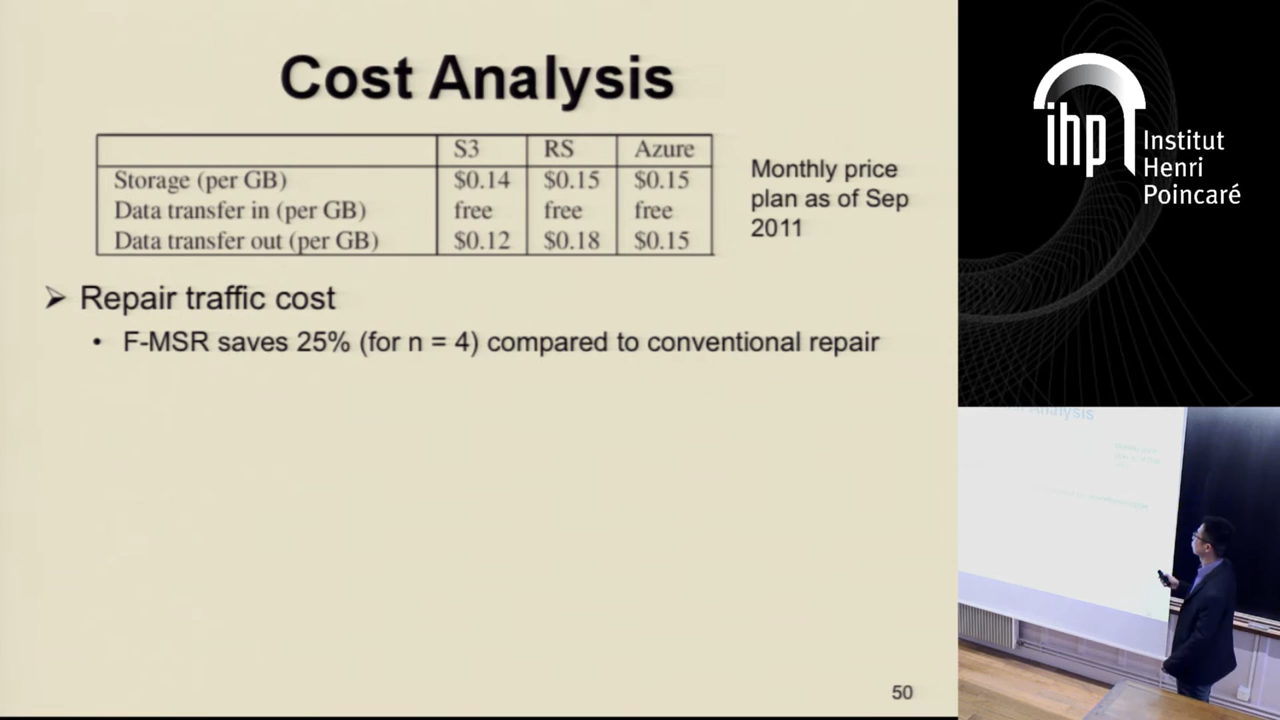 Cost Analysis
S3 RS Azure
Storage (per GB) $0.14 $0.15 $0.15
Data transfer in (per GB) free free free
Data transfer out (per GB) $0.12 $0.18 $0.15
Monthly price
plan as of Sep
2011
➢ Repair traffic cost
• F-MSR saves 25% (for n = 4) compared to conventional repair
50
ihp Institut
Henri
Poincaré
Analysis